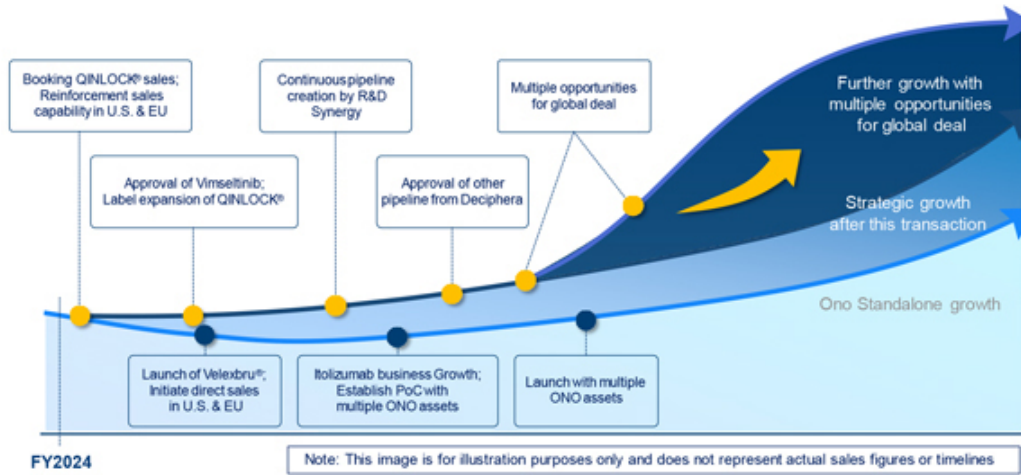 Booking QINLOCK® sales;
Reinforcement sales
capability in U.S. & EU
Continuous pipeline
creation by R&D
Synergy
Multiple opportunities
for global deal
Further growth with
multiple opportunities
for global deal
Approval of Vimseltinib;
Label expansion of QINLOCK®
Approval of other
pipeline from Deciphera
Strategic growth
after this transaction
Ono Standalone growth
Launch of Velexbru®;
Initiate direct sales
in U.S. & EU
Itolizumab business Growth;
Establish PoC with
multiple ONO assets
Launch with multiple
ONO assets
FY2024
Note: This image is for illustration purposes only and does not represent actual sales figures or timelines